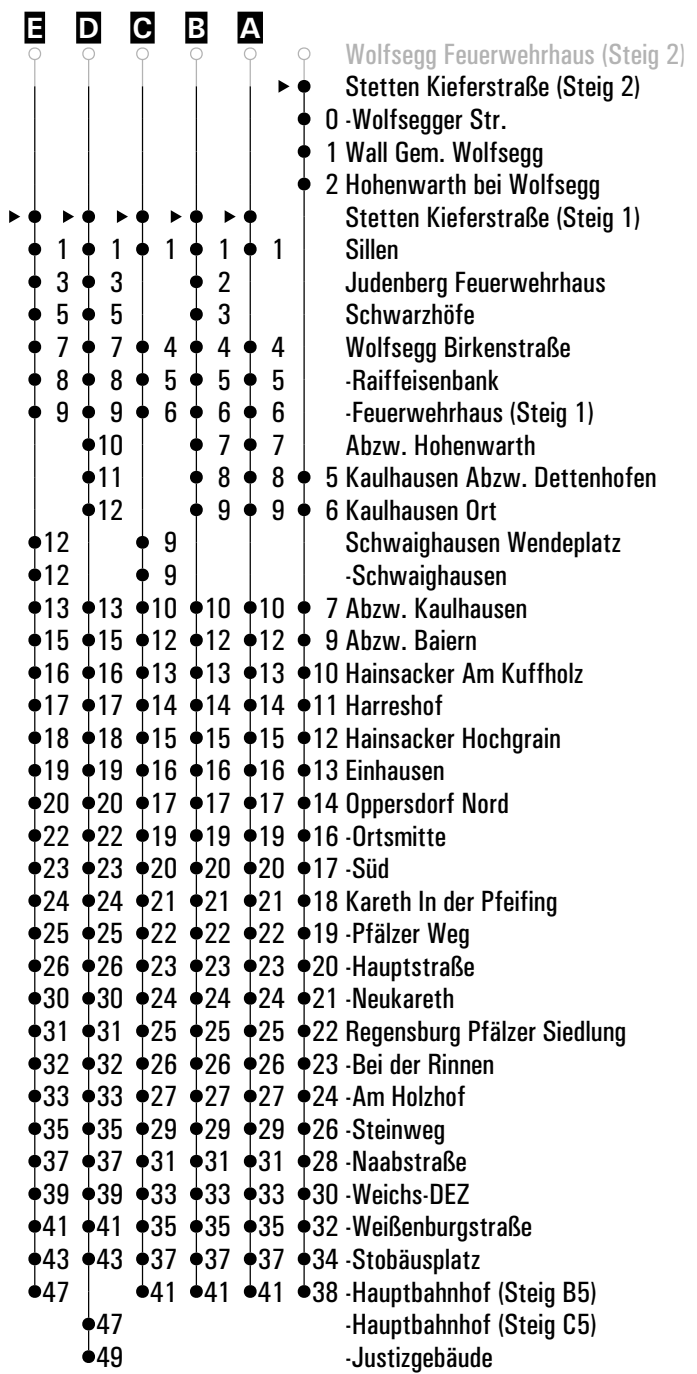 E D C B A
Wolfsegg Feuerwehrhaus (Steig 2)
Stetten Kieferstraße (Steig 2)
0 -Wolfsegger Str.
1 Wall Gem. Wolfsegg
2 Hohenwarth bei Wolfsegg
Stetten Kieferstraße (Steig 1)
1 1 1 1 1 Sillen
3 3 2 Judenberg Feuerwehrhaus
5 5 3 Schwarzhöfe
7 7 4 4 4 Wolfsegg Birkenstraße
8 8 5 5 5 -Raiffeisenbank
9 9 6 6 6 -Feuerwehrhaus (Steig 1)
10 7 7 Abzw. Hohenwarth
11 8 8 5 Kaulhausen Abzw. Dettenhofen
12 9 9 6 Kaulhausen Ort
12 9 Schwaighausen Wendeplatz
12 9 -Schwaighausen
13 13 10 10 10 7 Abzw. Kaulhausen
15 15 12 12 12 9 Abzw. Baiern
16 16 13 13 13 10 Hainsacker Am Kuffholz
17 17 14 14 14 11 Harreshof
18 18 15 15 15 12 Hainsacker Hochgrain
19 19 16 16 16 13 Einhausen
20 20 17 17 17 14 Oppersdorf Nord
22 22 19 19 19 16 -Ortsmitte
23 23 20 20 20 17 -Süd
24 24 21 21 21 18 Kareth In der Pfeifing
25 25 22 22 22 19 -Pfälzer Weg
26 26 23 23 23 20 -Hauptstraße
30 30 24 24 24 21 -Neukareth
31 31 25 25 25 22 Regensburg Pfälzer Siedlung
32 32 26 26 26 23 -Bei der Rinnen
33 33 27 27 27 24 -Am Holzhof
35 35 29 29 29 26 -Steinweg
37 37 31 31 31 28 -Naabstraße
39 39 33 33 33 30 -Weichs-DEZ
41 41 35 35 35 32 -Weißenburgstraße
43 43 37 37 37 34 -Stobäusplatz
47 41 41 41 38 -Hauptbahnhof (Steig B5)
47 -Hauptbahnhof (Steig C5)
49 -Justizgebäude